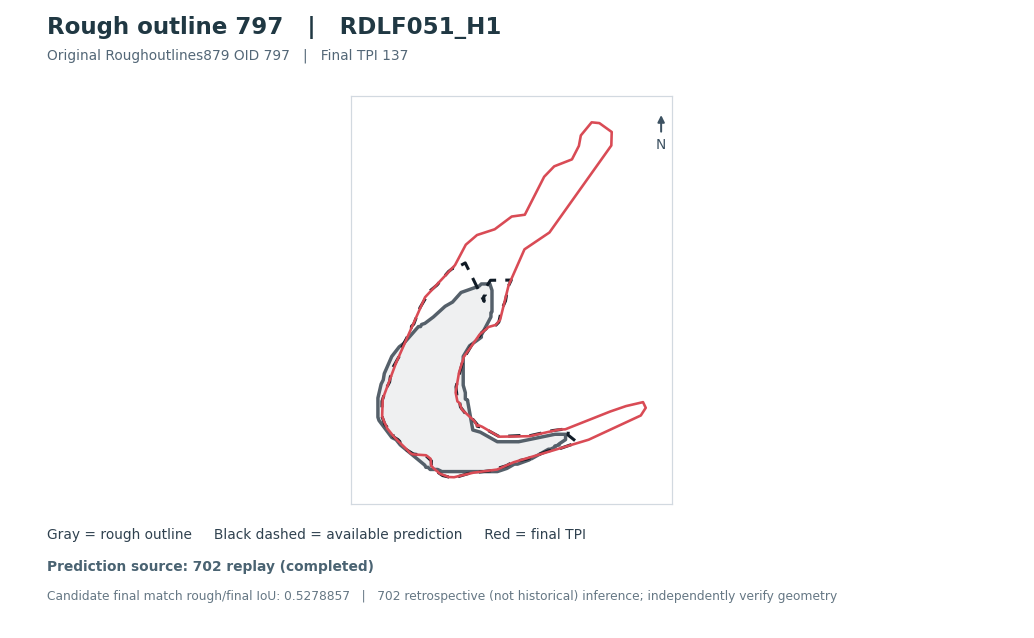 Rough outline 797 | RDLF051_H1
Original Roughoutlines879 OID 797 | Final TPI 137
N
Gray = rough outline Black dashed = available prediction Red = final TPI
Prediction source: 702 replay (completed)
Candidate final match rough/final IoU: 0.5278857 | 702 retrospective (not historical) inference; independently verify geometry